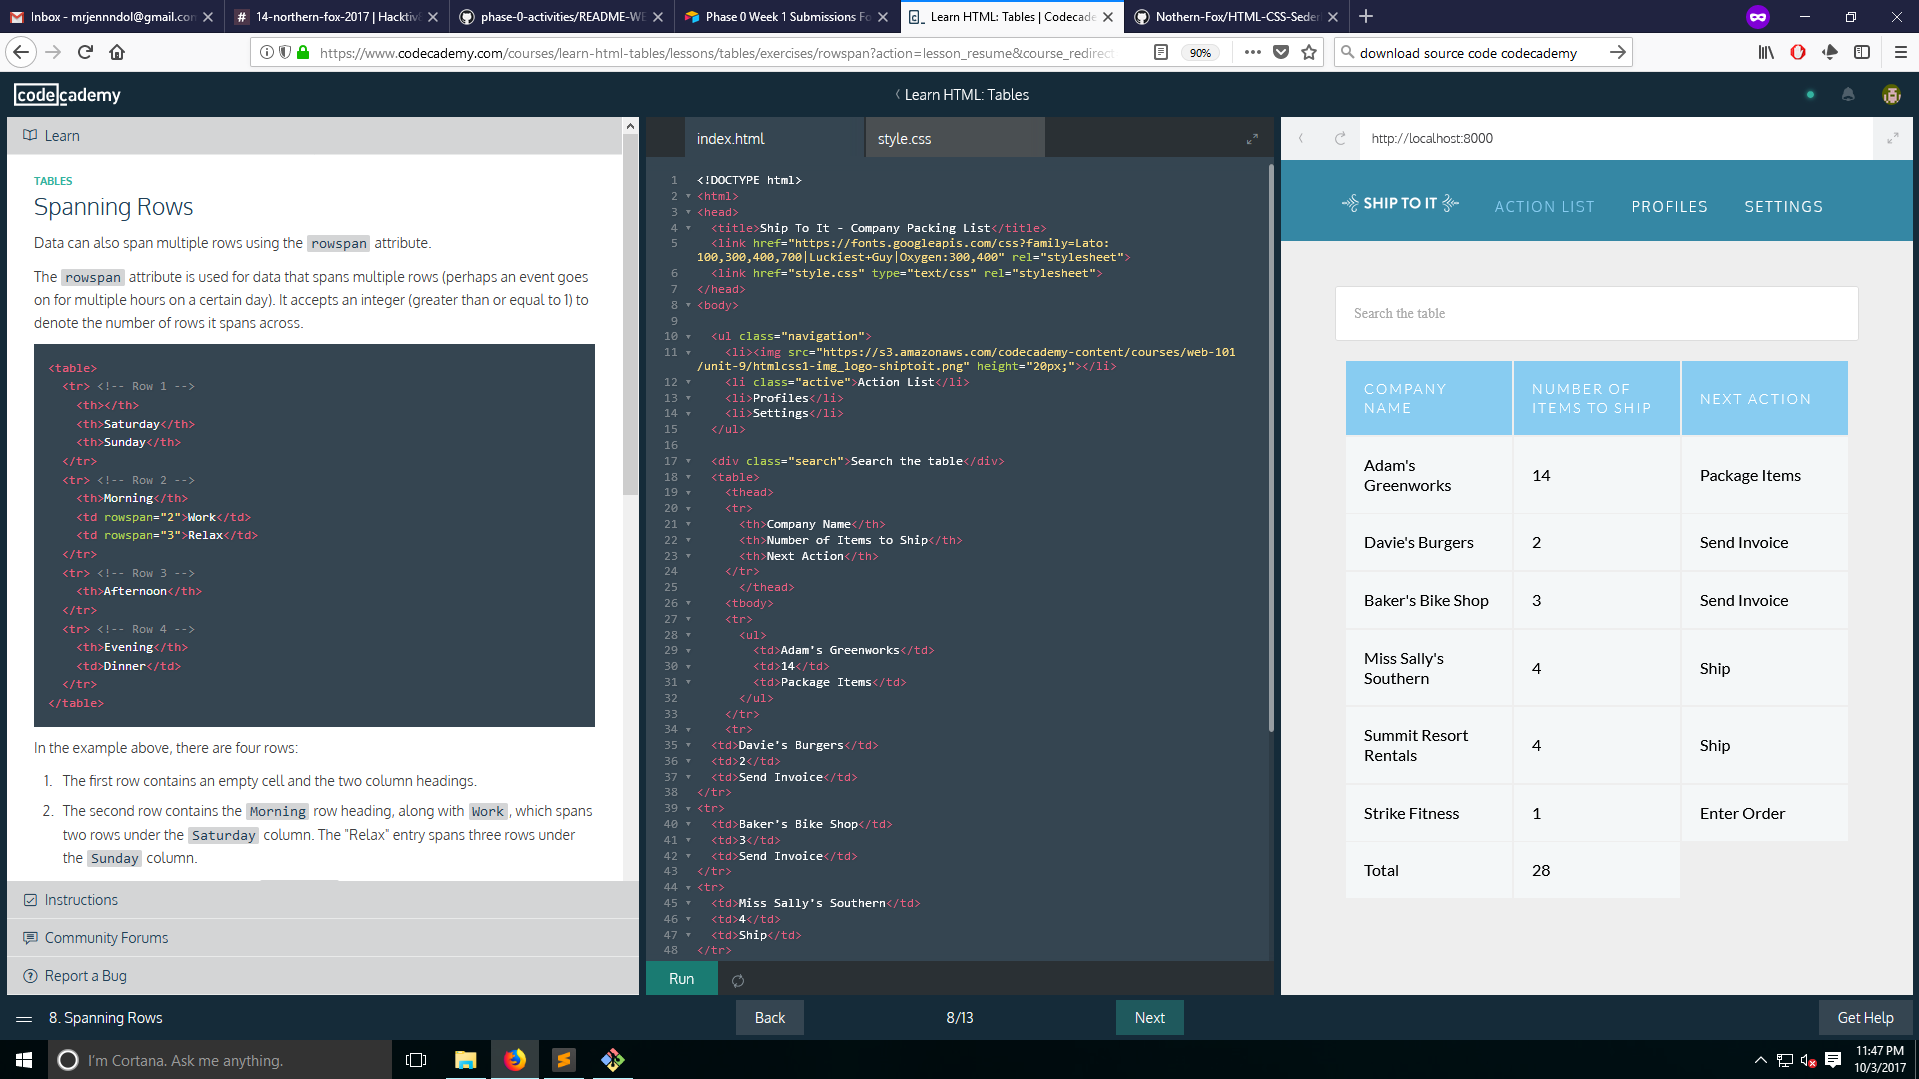 Inbox - mrjennndol@gmail.com
14-northern-fox-2017 | Hacktiv8
phase-0-activities/README-WE
Phase 0 Week 1 Submissions Fo
Learn HTML: Tables | Codecade
Nothern-Fox/HTML-CSS-Seder
https://www.codecademy.com/courses/learn-html-tables/lessons/tables/exercises/rowspan?action=lesson_resume&course_redirect
90%
download source code codecademy
codecademy
Learn HTML: Tables
Learn
TABLES
Spanning Rows
Data can also span multiple rows using the rowspan attribute.
The rowspan attribute is used for data that spans multiple rows (perhaps an event goes
on for multiple hours on a certain day). It accepts an integer (greater than or equal to 1) to
denote the number of rows it spans across.
<table>
<tr> <!-- Row 1 -->
<th></th>
<th>Saturday</th>
<th>Sunday</th>
</tr>
<tr> <!-- Row 2 -->
<th>Morning</th>
<td rowspan="2">Work</td>
<td rowspan="3">Relax</td>
</tr>
<tr> <!-- Row 3 -->
<th>Afternoon</th>
</tr>
<tr> <!-- Row 4 -->
<th>Evening</th>
<td>Dinner</td>
</tr>
</table>
In the example above, there are four rows:
1. The first row contains an empty cell and the two column headings.
2. The second row contains the Morning row heading, along with Work, which spans
two rows under the Saturday column. The "Relax" entry spans three rows under
the Sunday column.
Instructions
Community Forums
Report a Bug
index.html
style.css
1 <!DOCTYPE html>
2 <html>
3 <head>
4 <title>Ship To It - Company Packing List</title>
5 <link href="https://fonts.googleapis.com/css?family=Lato:
100,300,400,700|Luckiest+Guy|Oxygen:300,400" rel="stylesheet">
6 <link href="style.css" type="text/css" rel="stylesheet">
7 </head>
8 <body>
9
10 <ul class="navigation">
11 <li><img src="https://s3.amazonaws.com/codecademy-content/courses/web-101
/unit-9/htmlcss1-img_logo-shiptoit.png" height="20px;"></li>
12 <li class="active">Action List</li>
13 <li>Profiles</li>
14 <li>Settings</li>
15 </ul>
16
17 <div class="search">Search the table</div>
18 <table>
19 <thead>
20 <tr>
21 <th>Company Name</th>
22 <th>Number of Items to Ship</th>
23 <th>Next Action</th>
24 </tr>
25 </thead>
26 <tbody>
27 <tr>
28 <ul>
29 <td>Adam's Greenworks</td>
30 <td>14</td>
31 <td>Package Items</td>
32 </ul>
33 </tr>
34 <tr>
35 <td>Davie's Burgers</td>
36 <td>2</td>
37 <td>Send Invoice</td>
38 </tr>
39 <tr>
40 <td>Baker's Bike Shop</td>
41 <td>3</td>
42 <td>Send Invoice</td>
43 </tr>
44 <tr>
45 <td>Miss Sally's Southern</td>
46 <td>4</td>
47 <td>Ship</td>
48 </tr>
Run
http://localhost:8000
SHIP TO IT ACTION LIST PROFILES SETTINGS
Search the table
COMPANY NAME NUMBER OF ITEMS TO SHIP NEXT ACTION
Adam's Greenworks 14 Package Items
Davie's Burgers 2 Send Invoice
Baker's Bike Shop 3 Send Invoice
Miss Sally's Southern 4 Ship
Summit Resort Rentals 4 Ship
Strike Fitness 1 Enter Order
Total 28
8. Spanning Rows
Back
8/13
Next
Get Help
I'm Cortana. Ask me anything.
11:47 PM
10/3/2017